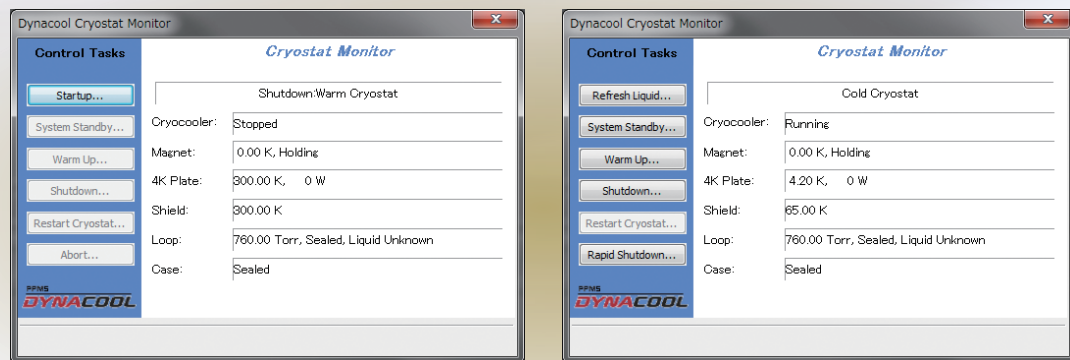 Dynacool Cryostat Monitor
x
Control Tasks
Startup...
System Standby...
Warm Up...
Shutdown...
Restart Cryostat...
Abort...
PPMS
DYNACOOL
Cryostat Monitor
Shutdown:Warm Cryostat
Cryocooler: Stopped
Magnet: 0.00 K, Holding
4K Plate: 300.00 K, 0 W
Shield: 300.00 K
Loop: 760.00 Torr, Sealed, Liquid Unknown
Case: Sealed
Dynacool Cryostat Monitor
x
Control Tasks
Refresh Liquid...
System Standby...
Warm Up...
Shutdown...
Restart Cryostat...
Rapid Shutdown...
PPMS
DYNACOOL
Cryostat Monitor
Cold Cryostat
Cryocooler: Running
Magnet: 0.00 K, Holding
4K Plate: 4.20 K, 0 W
Shield: 65.00 K
Loop: 760.00 Torr, Sealed, Liquid Unknown
Case: Sealed